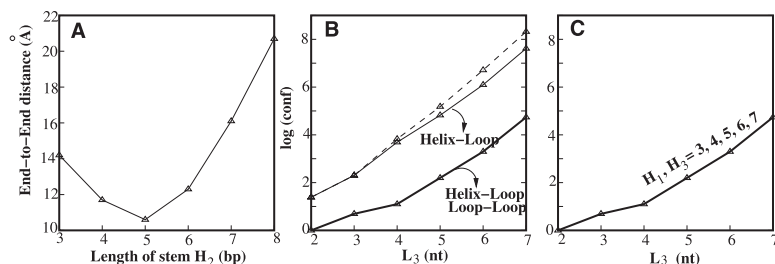 A
End-to-End distance (Å)
22
20
18
16
14
12
10
3 4 5 6 7 8
Length of stem H2 (bp)
B
log (conf)
8
6
4
2
0
2 3 4 5 6 7
L3 (nt)
Helix-Loop
Helix-Loop
Loop-Loop
C
8
6
4
2
0
2 3 4 5 6 7
L3 (nt)
H1, H3 = 3, 4, 5, 6, 7